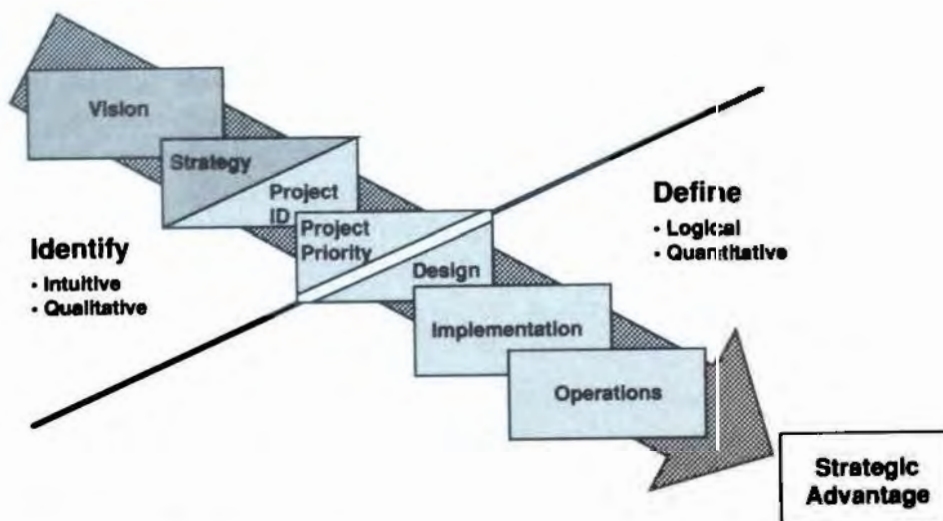 Vision
Strategy
Project
ID
Project
Priority
Design
Implementation
Operations
Identify
• Intuitive
• Qualitative
Define
• Logical
• Quantitative
Strategic
Advantage